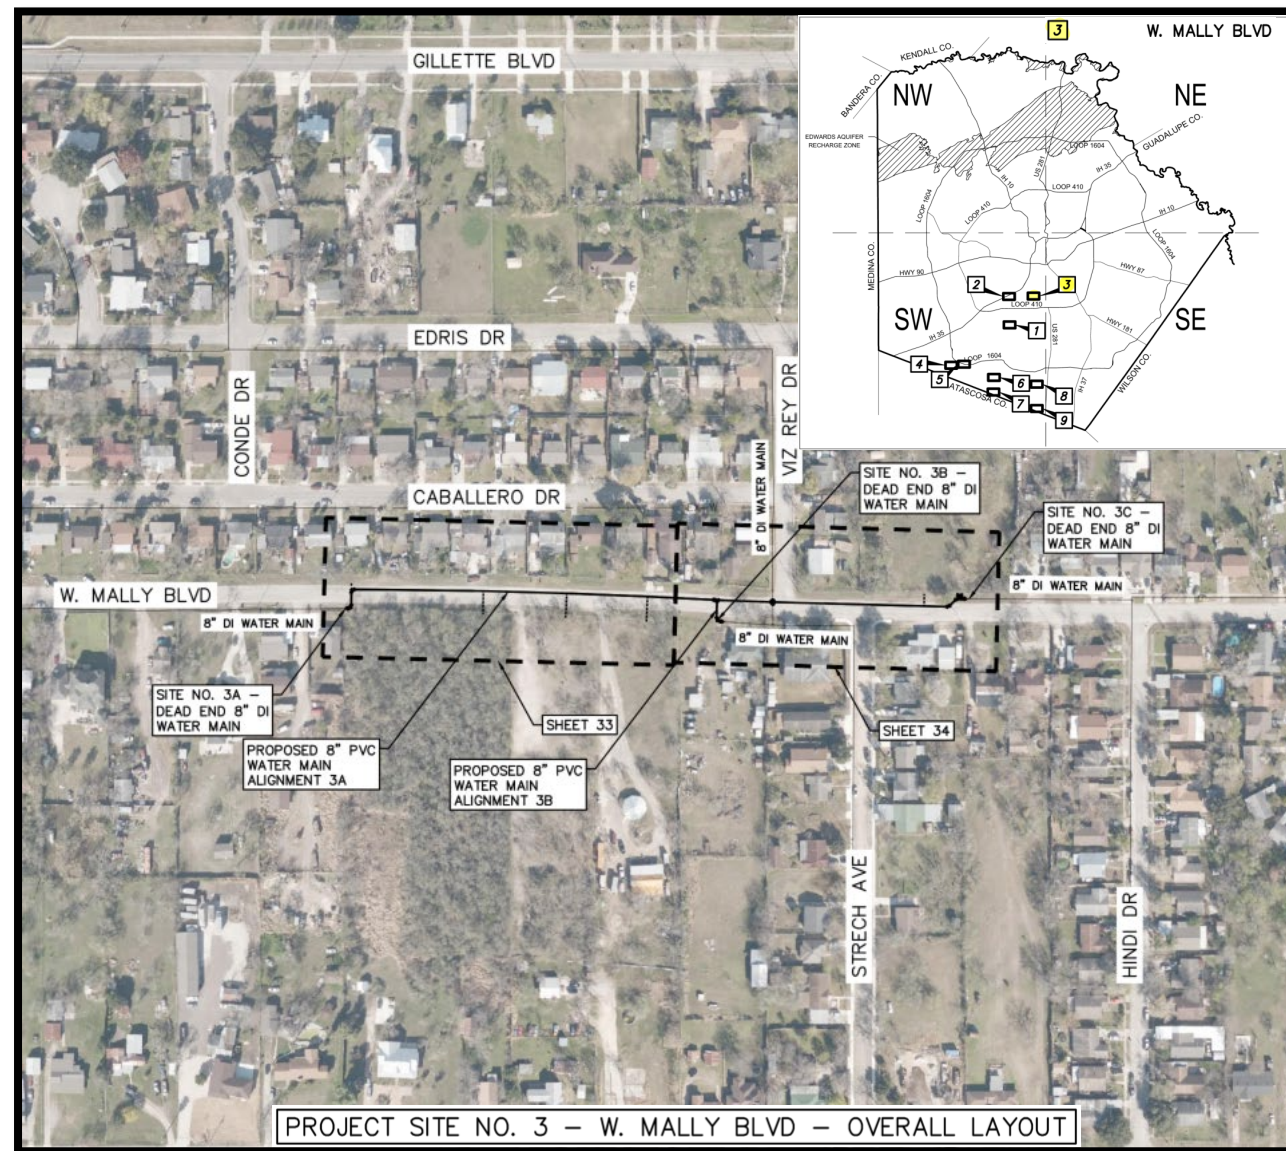 GILLETTE BLVD
3
W. MALLY BLVD
KENDALL CO.
BANDERA CO.
NW
NE
GUADALUPE CO.
EDWARDS AQUIFER
RECHARGE ZONE
LOOP 1604
US 281
IH 35
IH 10
LOOP 410
LOOP 410
LOOP 1604
IH 10
LOOP 1604
MEDINA CO.
HWY 90
HWY 87
2
3
LOOP 410
SW
SE
IH 35
1
US 281
HWY 181
LOOP 1604
WILSON CO.
4
5
6
8
IH 37
ATASCOSA CO.
7
9
EDRIS DR
CONDE DR
VIZ REY DR
CABALLERO DR
8" DI WATER MAIN
SITE NO. 3B -
DEAD END 8" DI
WATER MAIN
SITE NO. 3C -
DEAD END 8" DI
WATER MAIN
W. MALLY BLVD
8" DI WATER MAIN
8" DI WATER MAIN
8" DI WATER MAIN
SITE NO. 3A -
DEAD END 8" DI
WATER MAIN
SHEET 33
SHEET 34
PROPOSED 8" PVC
WATER MAIN
ALIGNMENT 3A
PROPOSED 8" PVC
WATER MAIN
ALIGNMENT 3B
STRECH AVE
HINDI DR
PROJECT SITE NO. 3 - W. MALLY BLVD - OVERALL LAYOUT